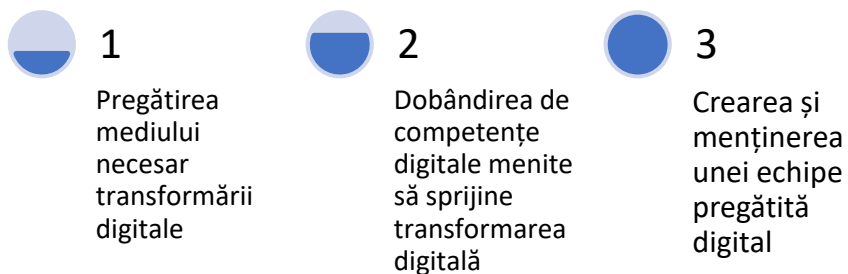 1
Pregătirea
mediului
necesar
transformării
digitale
2
Dobândirea de
competențe
digitale menite
să sprijine
transformarea
digitală
3
Crearea și
menținerea
unei echipe
pregătită
digital